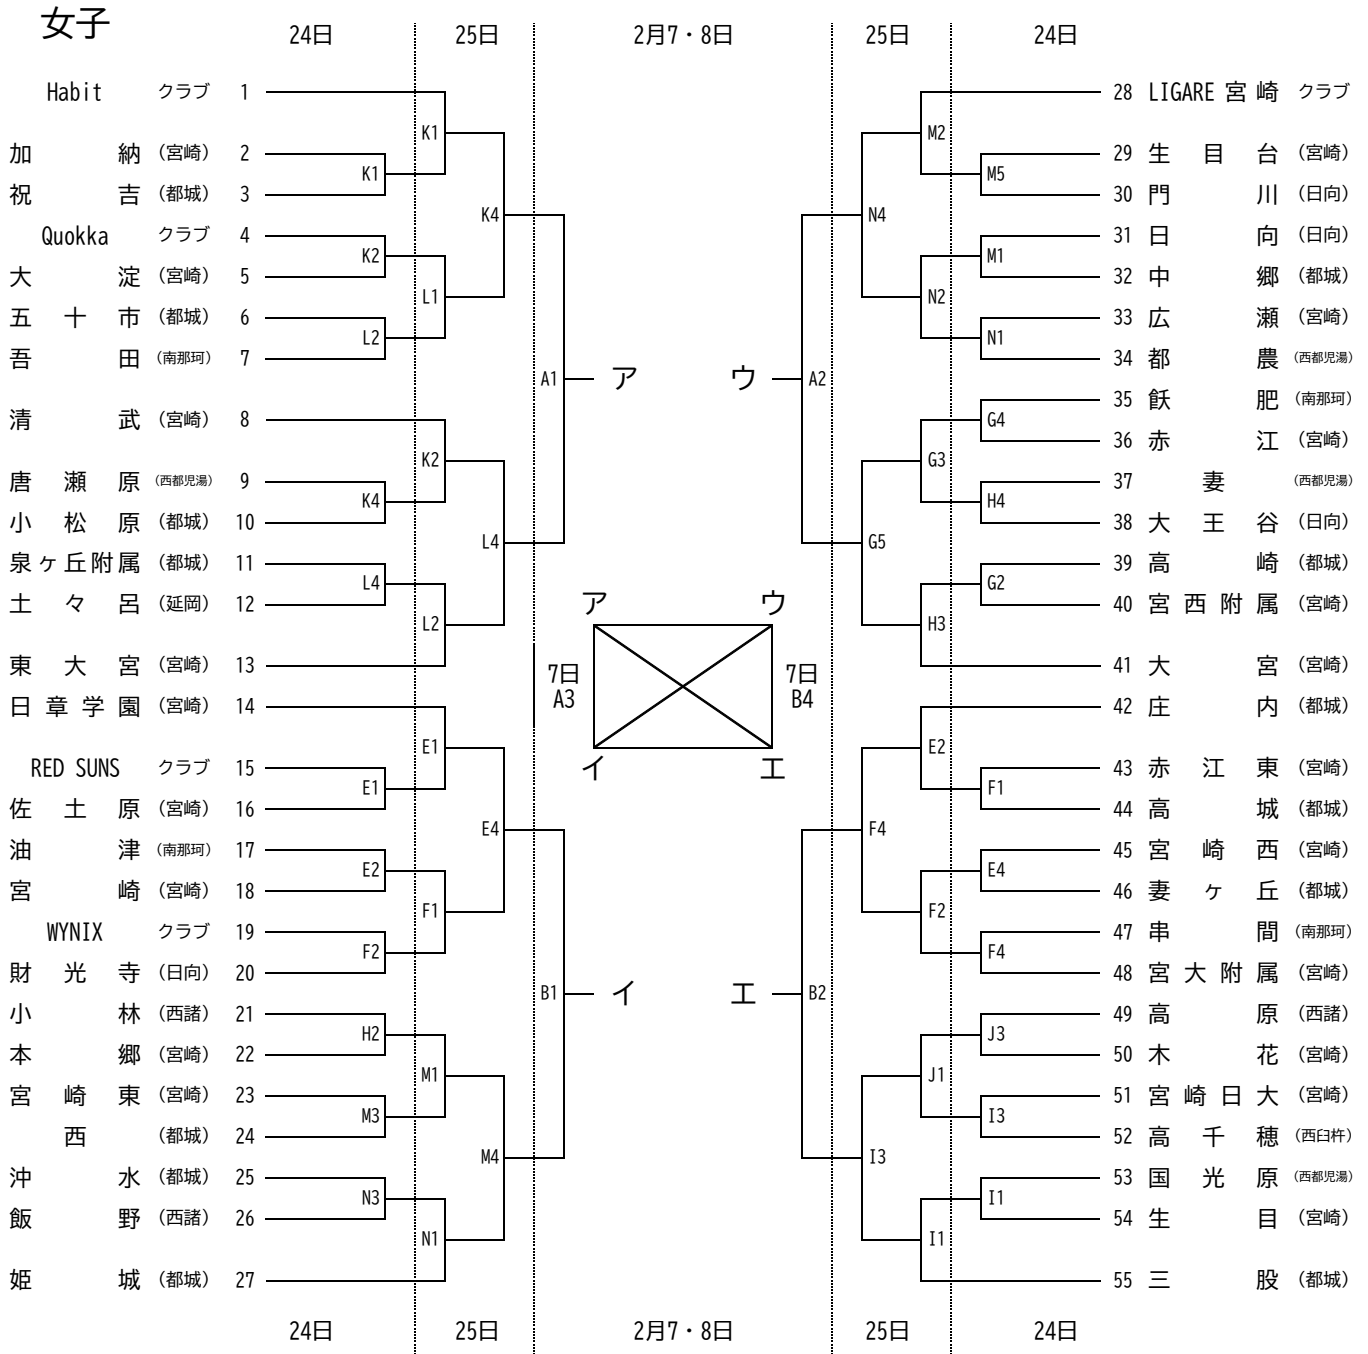 女子
24日 25日 2月7・8日 25日 24日
Habit クラブ 1
加納 (宮崎) 2
祝吉 (都城) 3
Quokka クラブ 4
大淀 (宮崎) 5
五十市 (都城) 6
吾田 (南那珂) 7
清武 (宮崎) 8
唐瀬原 (西都児湯) 9
小松原 (都城) 10
泉ヶ丘附属 (都城) 11
土々呂 (延岡) 12
東大宮 (宮崎) 13
日章学園 (宮崎) 14
RED SUNS クラブ 15
佐土原 (宮崎) 16
油津 (南那珂) 17
宮崎 (宮崎) 18
WYNIX クラブ 19
財光寺 (日向) 20
小林 (西諸) 21
本郷 (宮崎) 22
宮崎東 (宮崎) 23
西 (都城) 24
沖水 (都城) 25
飯野 (西諸) 26
姫城 (都城) 27
K1
K2
L2
K4
L4
E1
E2
F2
H2
M3
N3
K1
L1
K2
L2
E1
F1
M1
N1
K4
L4
E4
M4
A1
B1
ア
イ
ウ
エ
ア ウ
7日
A3
7日
B4
イ エ
A2
B2
N4
G5
F4
I3
M2
N2
G3
H3
E2
F2
J1
I1
M5
M1
N1
G4
H4
G2
F1
E4
F4
J3
I3
I1
28 LIGARE宮崎 クラブ
29 生目台 (宮崎)
30 門川 (日向)
31 日向 (日向)
32 中郷 (都城)
33 広瀬 (宮崎)
34 都農 (西都児湯)
35 飫肥 (南那珂)
36 赤江 (宮崎)
37 妻 (西都児湯)
38 大王谷 (日向)
39 高崎 (都城)
40 宮西附属 (宮崎)
41 大宮 (宮崎)
42 庄内 (都城)
43 赤江東 (宮崎)
44 高城 (都城)
45 宮崎西 (宮崎)
46 妻ヶ丘 (都城)
47 串間 (南那珂)
48 宮大附属 (宮崎)
49 高原 (西諸)
50 木花 (宮崎)
51 宮崎日大 (宮崎)
52 高千穂 (西臼杵)
53 国光原 (西都児湯)
54 生目 (宮崎)
55 三股 (都城)
24日 25日 2月7・8日 25日 24日